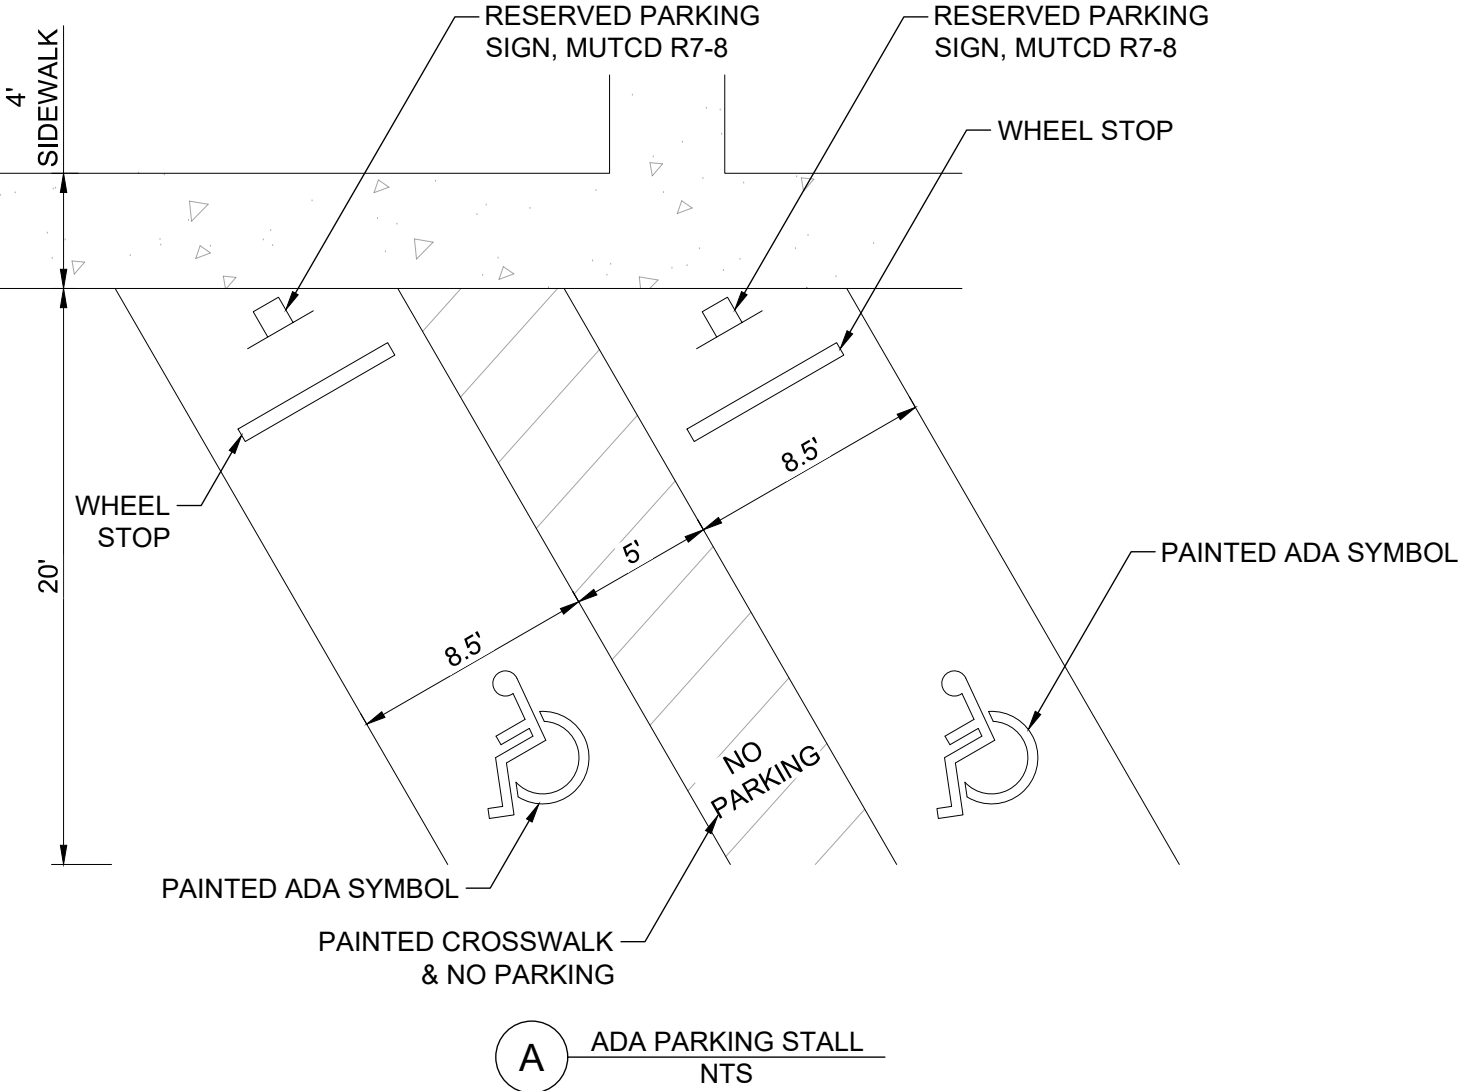 RESERVED PARKING
SIGN, MUTCD R7-8
RESERVED PARKING
SIGN, MUTCD R7-8
4'
SIDEWALK
WHEEL STOP
8.5'
WHEEL
STOP
5'
20'
PAINTED ADA SYMBOL
8.5'
NO
PARKING
PAINTED ADA SYMBOL
PAINTED CROSSWALK
& NO PARKING
A
ADA PARKING STALL
NTS